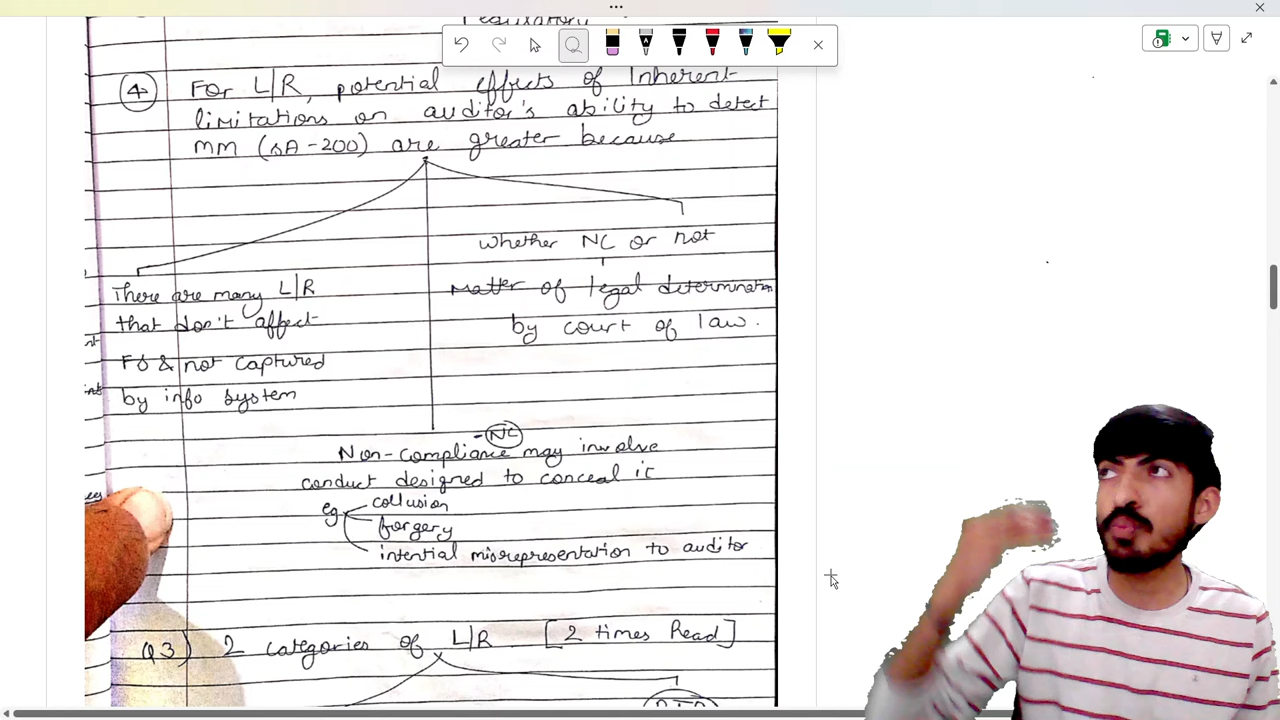 regulatory
4
For L/R, potential effects of Inherent
limitations on auditor's ability to detect
MM (SA-200) are greater because
Whether NC or not
Matter of legal determination
by court of law.
There are many L/R
that don't affect
FS & not captured
by info system
- NC
Non-compliance may involve
conduct designed to conceal it
eg collusion
forgery
intential misrepresentation to auditor
Q3) 2 categories of L/R [2 times Read]